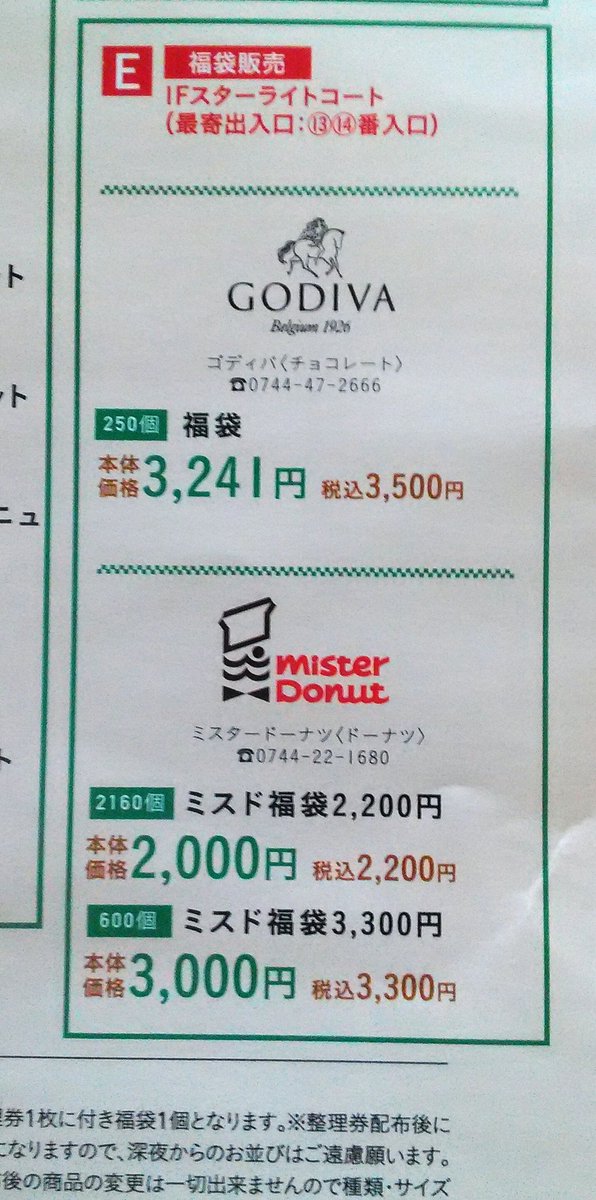 E 福袋販売
1Fスターライトコート
(最寄出入口:⑬⑭番入口)
GODIVA
Belgium 1926
ゴディバ〈チョコレート〉
☎0744-47-2666
250個 福袋
本体価格3,241円 税込3,500円
mister Donut
ミスタードーナツ〈ドーナツ〉
☎0744-22-1680
2160個 ミスド福袋2,200円
本体価格2,000円 税込2,200円
600個 ミスド福袋3,300円
本体価格3,000円 税込3,300円
ト
ット
ニュ
ト
券1枚に付き福袋1個となります。※整理券配布後に
になりますので、深夜からのお並びはご遠慮願います。
後の商品の変更は一切出来ませんので種類・サイズ